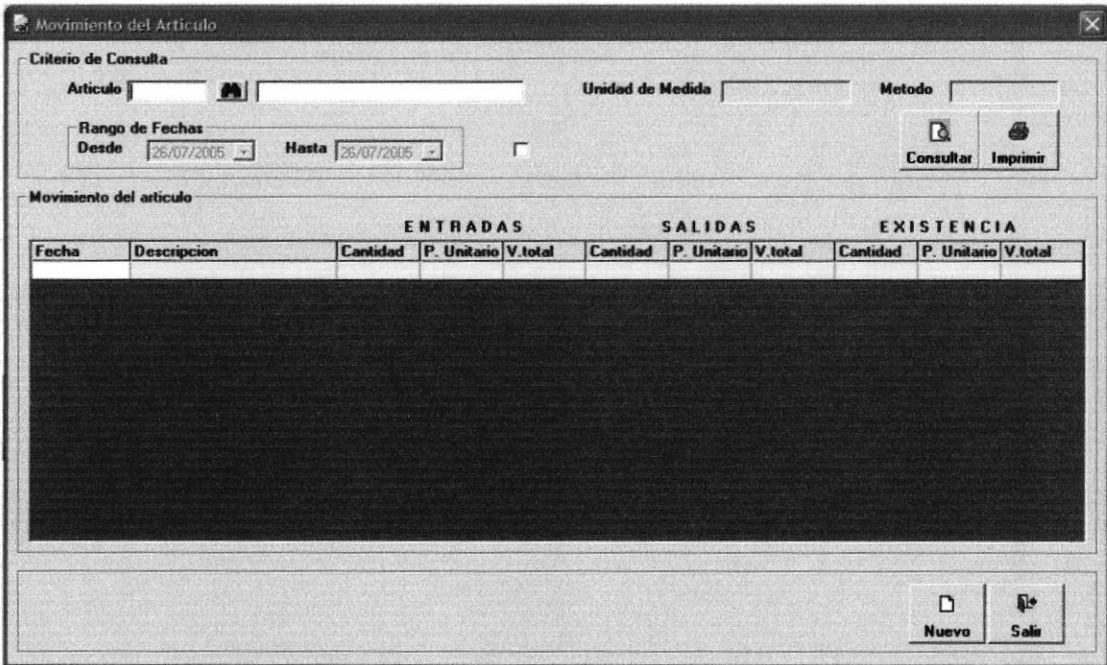 Movimiento del Articulo
Criterio de Consulta
Articulo Unidad de Medida Metodo
Rango de Fechas
Desde 26/07/2005 Hasta 26/07/2005
Consultar Imprimir
Movimiento del articulo
ENTRADAS SALIDAS EXISTENCIA
Fecha Descripcion Cantidad P. Unitario V.total Cantidad P. Unitario V.total Cantidad P. Unitario V.total
Nuevo Salir